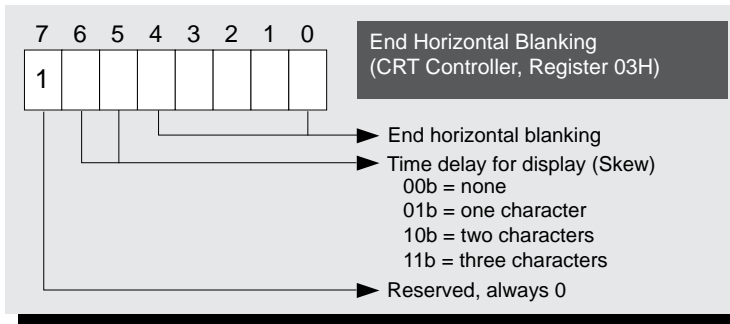 7 6 5 4 3 2 1 0
End Horizontal Blanking
(CRT Controller, Register 03H)
1
End horizontal blanking
Time delay for display (Skew)
00b = none
01b = one character
10b = two characters
11b = three characters
Reserved, always 0